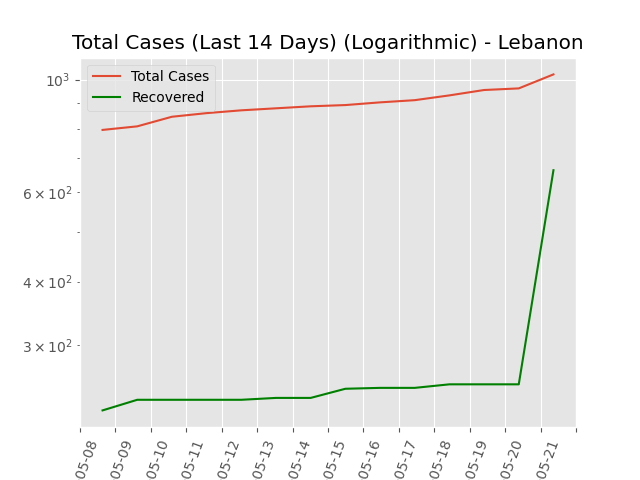 Total Cases (Last 14 Days) (Logarithmic) - Lebanon
Total Cases
Recovered
10³
6 × 10²
4 × 10²
3 × 10²
05-08
05-09
05-10
05-11
05-12
05-13
05-14
05-15
05-16
05-17
05-18
05-19
05-20
05-21